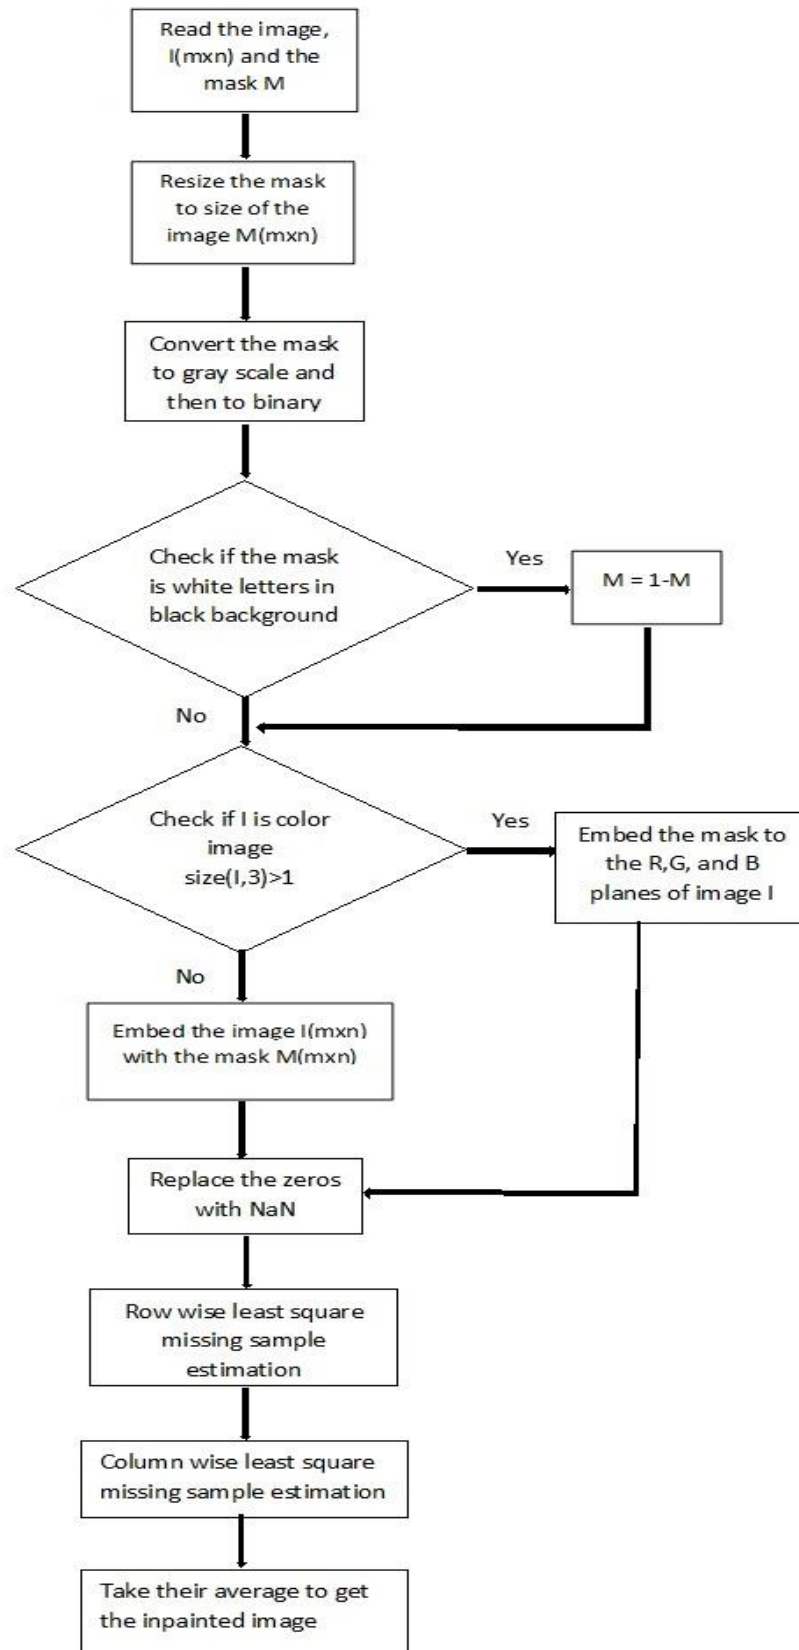 Read the image,
I(mxn) and the
mask M
Resize the mask
to size of the
image M(mxn)
Convert the mask
to gray scale and
then to binary
Check if the mask
is white letters in
black background
Yes
M = 1-M
No
Check if I is color
image
size(I,3)>1
Yes
Embed the mask to
the R,G, and B
planes of image I
No
Embed the image I(mxn)
with the mask M(mxn)
Replace the zeros
with NaN
Row wise least square
missing sample
estimation
Column wise least square
missing sample estimation
Take their average to get
the inpainted image